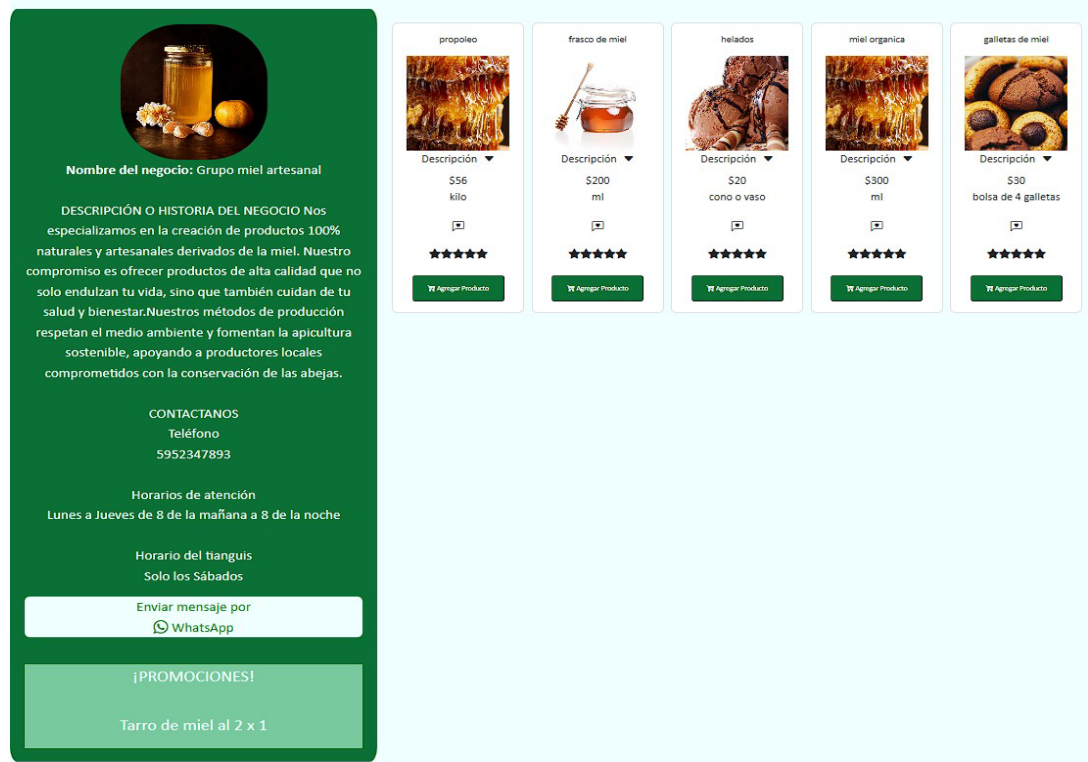 Nombre del negocio: Grupo miel artesanal
DESCRIPCIÓN O HISTORIA DEL NEGOCIO Nos
especializamos en la creación de productos 100%
naturales y artesanales derivados de la miel. Nuestro
compromiso es ofrecer productos de alta calidad que no
solo endulzan tu vida, sino que también cuidan de tu
salud y bienestar.Nuestros métodos de producción
respetan el medio ambiente y fomentan la apicultura
sostenible, apoyando a productores locales
comprometidos con la conservación de las abejas.
CONTACTANOS
Teléfono
5952347893
Horarios de atención
Lunes a Jueves de 8 de la mañana a 8 de la noche
Horario del tianguis
Solo los Sábados
Enviar mensaje por
WhatsApp
¡PROMOCIONES!
Tarro de miel al 2 x 1
propoleo
Descripción
$56
kilo
Agregar Producto
frasco de miel
Descripción
$200
ml
Agregar Producto
helados
Descripción
$20
cono o vaso
Agregar Producto
miel organica
Descripción
$300
ml
Agregar Producto
galletas de miel
Descripción
$30
bolsa de 4 galletas
Agregar Producto